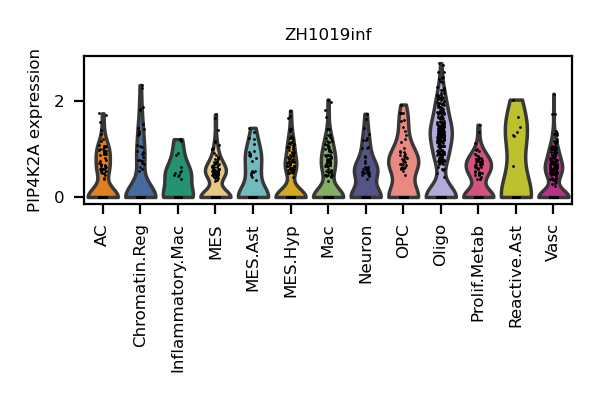 ZH1019inf
PIP4K2A expression
2
0
AC
Chromatin.Reg
Inflammatory.Mac
MES
MES.Ast
MES.Hyp
Mac
Neuron
OPC
Oligo
Prolif.Metab
Reactive.Ast
Vasc